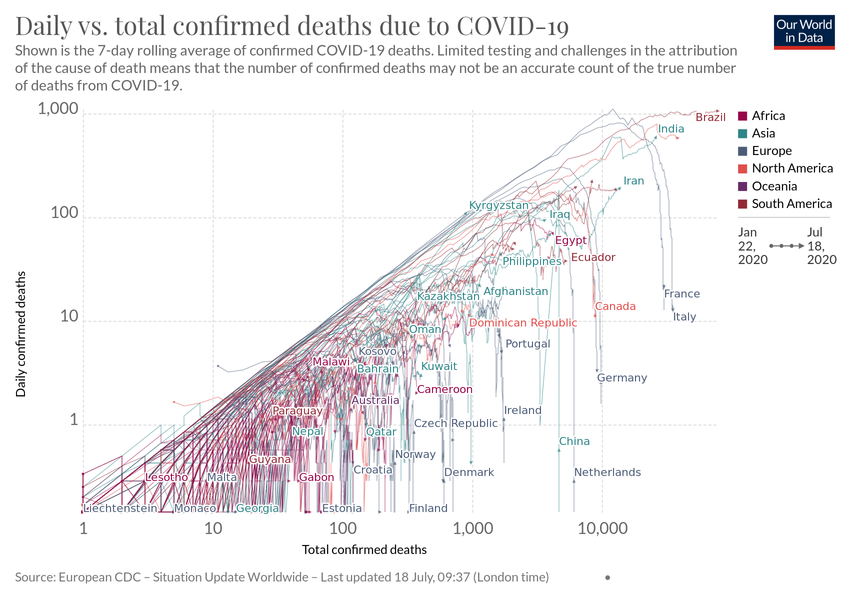 Daily vs. total confirmed deaths due to COVID-19
Our World
in Data
Shown is the 7-day rolling average of confirmed COVID-19 deaths. Limited testing and challenges in the attribution
of the cause of death means that the number of confirmed deaths may not be an accurate count of the true number
of deaths from COVID-19.
1,000
100
10
1
Daily confirmed deaths
Brazil
India
Iran
Kyrgyzstan
Iraq
Egypt
Ecuador
Philippines
Afghanistan
Kazakhstan
France
Canada
Italy
Dominican Republic
Oman
Portugal
Kosovo
Malawi
Bahrain
Kuwait
Germany
Cameroon
Australia
Paraguay
Ireland
Czech Republic
Nepal
Qatar
China
Norway
Guyana
Croatia
Denmark
Netherlands
Lesotho
Malta
Gabon
Liechtenstein
Monaco
Georgia
Estonia
Finland
1
10
100
1,000
10,000
Total confirmed deaths
Africa
Asia
Europe
North America
Oceania
South America
Jan
22,
2020
Jul
18,
2020
Source: European CDC – Situation Update Worldwide – Last updated 18 July, 09:37 (London time)